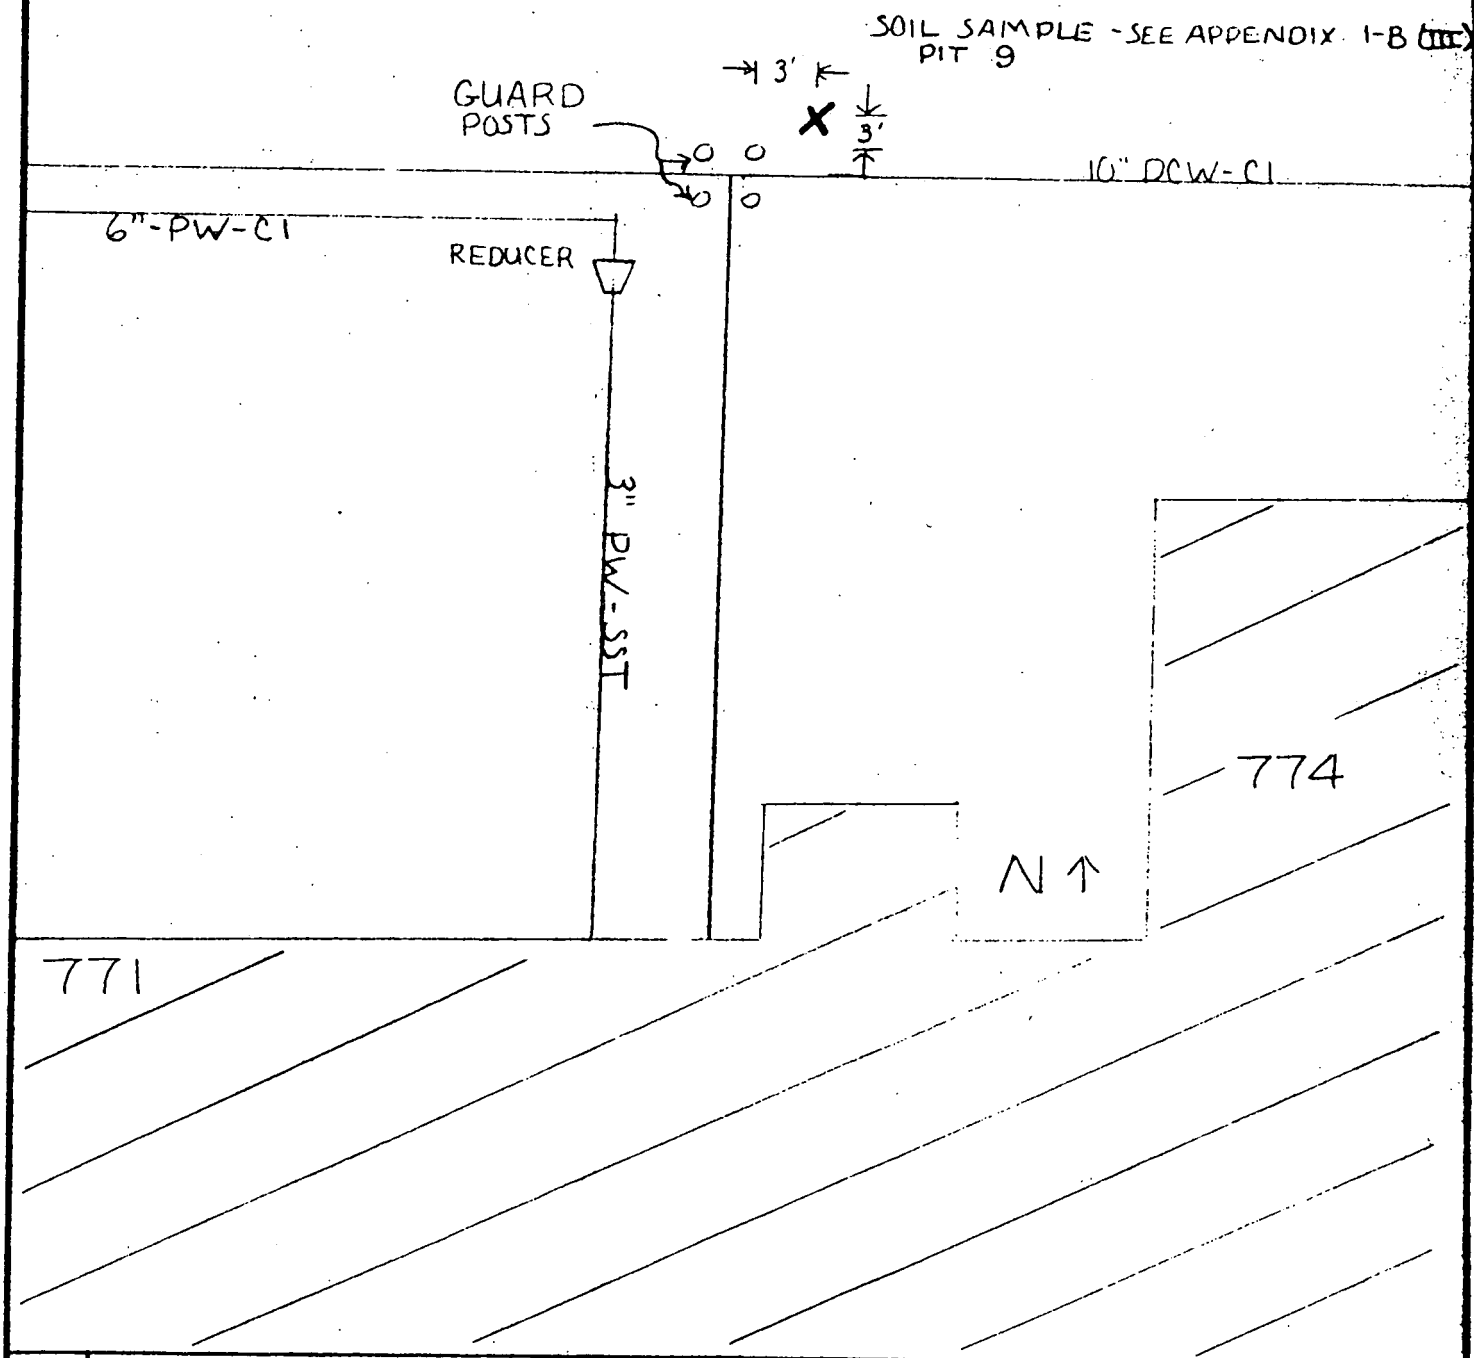 SOIL SAMPLE - SEE APPENDIX 1-B (III)
PIT 9
3'
GUARD
POSTS
X
3'
10" DCW-CI
6"-PW-CI
REDUCER
3" PW-SST
774
N ↑
771